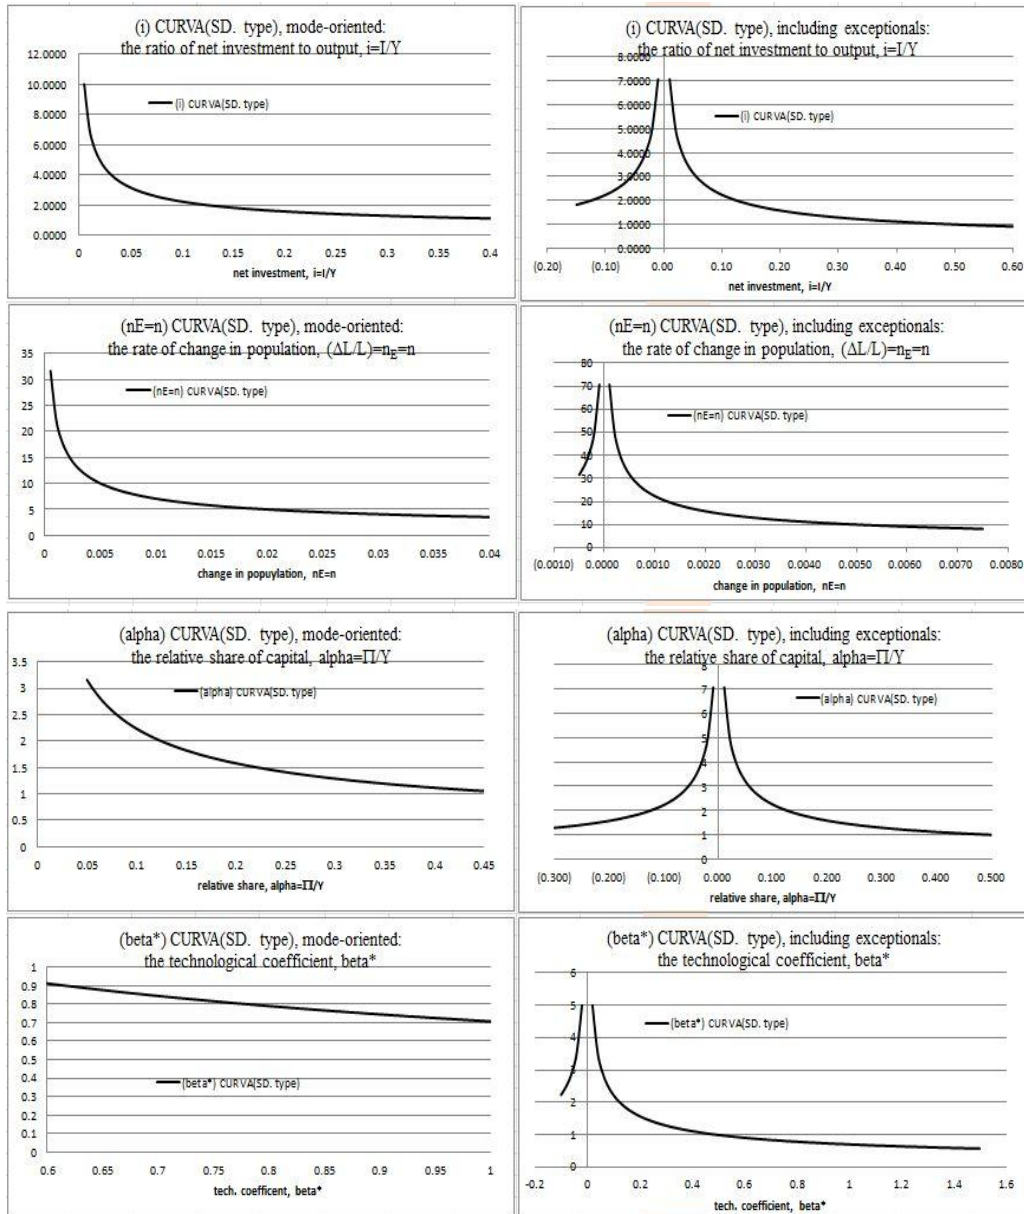 (i) CURVA(SD. type), mode-oriented:
the ratio of net investment to output, i=I/Y
12.0000
10.0000
8.0000
6.0000
4.0000
2.0000
0.0000
(i) CURVA(SD. type)
0 0.05 0.1 0.15 0.2 0.25 0.3 0.35 0.4
net investment, i=I/Y
(i) CURVA(SD. type), including exceptionals:
the ratio of net investment to output, i=I/Y
8.0000
7.0000
6.0000
5.0000
4.0000
3.0000
2.0000
1.0000
0.0000
(i) CURVA(SD. type)
(0.20) (0.10) 0.00 0.10 0.20 0.30 0.40 0.50 0.60
net investment, i=I/Y
(nE=n) CURVA(SD. type), mode-oriented:
the rate of change in population, (ΔL/L)=nE=n
35
30
25
20
15
10
5
0
(nE=n) CURVA(SD. type)
0 0.005 0.01 0.015 0.02 0.025 0.03 0.035 0.04
change in popuylation, nE=n
(nE=n) CURVA(SD. type), including exceptionals:
the rate of change in population, (ΔL/L)=nE=n
80
70
60
50
40
30
20
10
0
(nE=n) CURVA(SD. type)
(0.0010) 0.0000 0.0010 0.0020 0.0030 0.0040 0.0050 0.0060 0.0070 0.0080
change in population, nE=n
(alpha) CURVA(SD. type), mode-oriented:
the relative share of capital, alpha=Π/Y
3.5
3
2.5
2
1.5
1
0.5
0
(alpha) CURVA(SD. type)
0 0.05 0.1 0.15 0.2 0.25 0.3 0.35 0.4 0.45
relative share, alpha=Π/Y
(alpha) CURVA(SD. type), including exceptionals:
the relative share of capital, alpha=Π/Y
8
7
6
5
4
3
2
1
0
(alpha) CURVA(SD. type)
(0.300) (0.200) (0.100) 0.000 0.100 0.200 0.300 0.400 0.500
relative share, alpha=Π/Y
(beta*) CURVA(SD. type), mode-oriented:
the technological coefficient, beta*
1
0.9
0.8
0.7
0.6
0.5
0.4
0.3
0.2
0.1
0
(beta*) CURVA(SD. type)
0.6 0.65 0.7 0.75 0.8 0.85 0.9 0.95 1
tech. coefficent, beta*
(beta*) CURVA(SD. type), including exceptionals:
the technological coefficient, beta*
6
5
4
3
2
1
0
(beta*) CURVA(SD. type)
-0.2 0 0.2 0.4 0.6 0.8 1 1.2 1.4 1.6
tech. coefficient, beta*